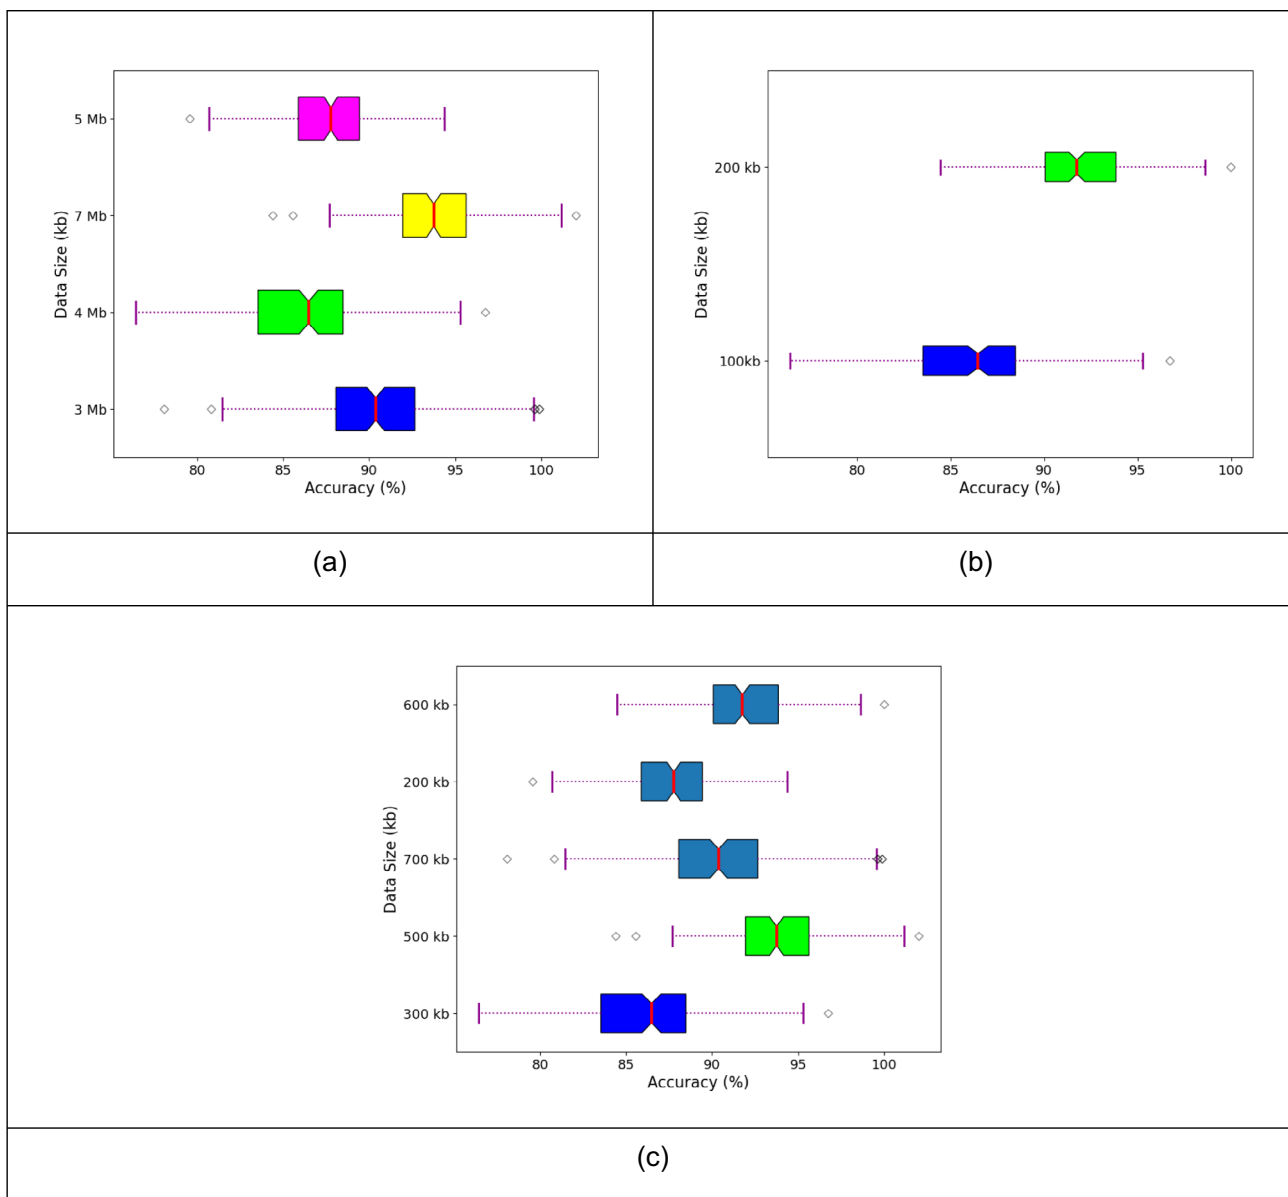 5 Mb
7 Mb
4 Mb
3 Mb
Data Size (kb)
80 85 90 95 100
Accuracy (%)
200 kb
100kb
Data Size (kb)
80 85 90 95 100
Accuracy (%)
(a)
(b)
600 kb
200 kb
700 kb
500 kb
300 kb
Data Size (kb)
80 85 90 95 100
Accuracy (%)
(c)